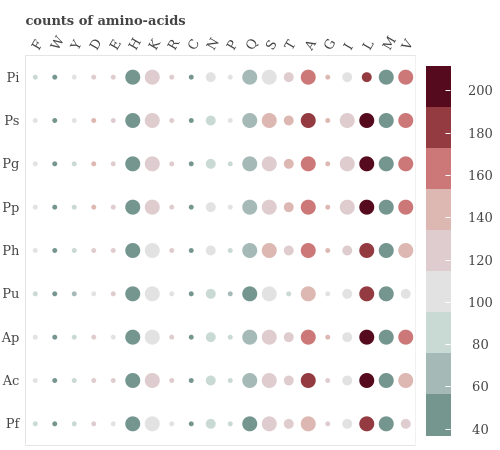 counts of amino-acids
F W Y D E H K R C N P Q S T A G I L M V
Pi
Ps
Pg
Pp
Ph
Pu
Ap
Ac
Pf
200
180
160
140
120
100
80
60
40